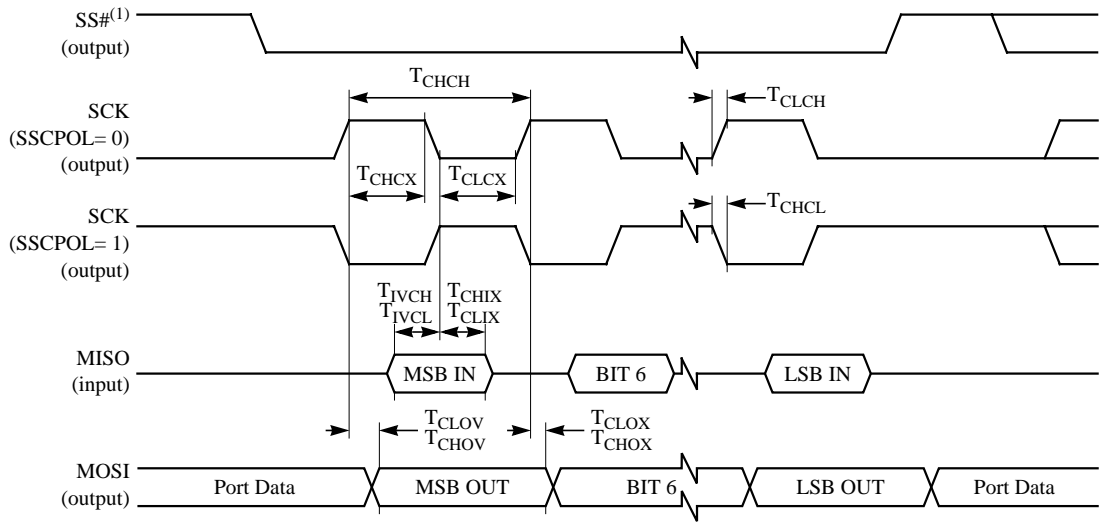 SS#(1)
(output)
TCHCH
TCLCH
SCK
(SSCPOL= 0)
(output)
TCHCX
TCLCX
TCHCL
SCK
(SSCPOL= 1)
(output)
TIVCH
TIVCL
TCHIX
TCLIX
MISO
(input)
MSB IN
BIT 6
LSB IN
TCLOV
TCHOV
TCLOX
TCHOX
MOSI
(output)
Port Data
MSB OUT
BIT 6
LSB OUT
Port Data